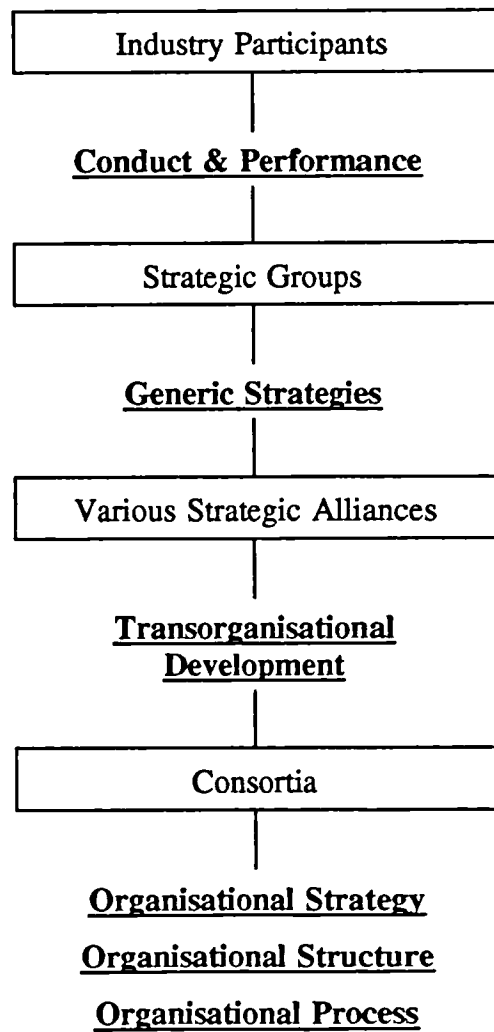 Industry Participants
Conduct & Performance
Strategic Groups
Generic Strategies
Various Strategic Alliances
Transorganisational
Development
Consortia
Organisational Strategy
Organisational Structure
Organisational Process